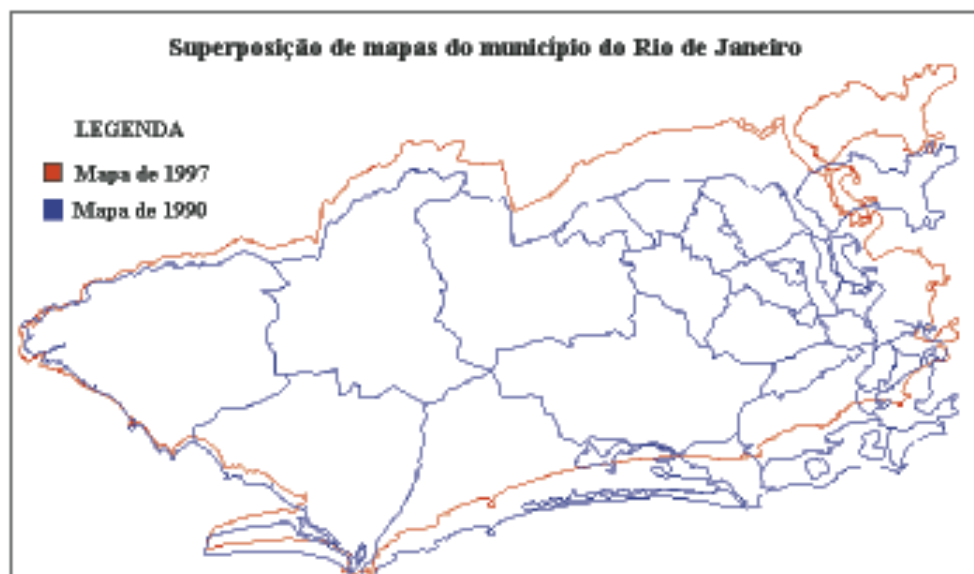 Superposição de mapas do município do Rio de Janeiro
LEGENDA
Mapa de 1997
Mapa de 1990